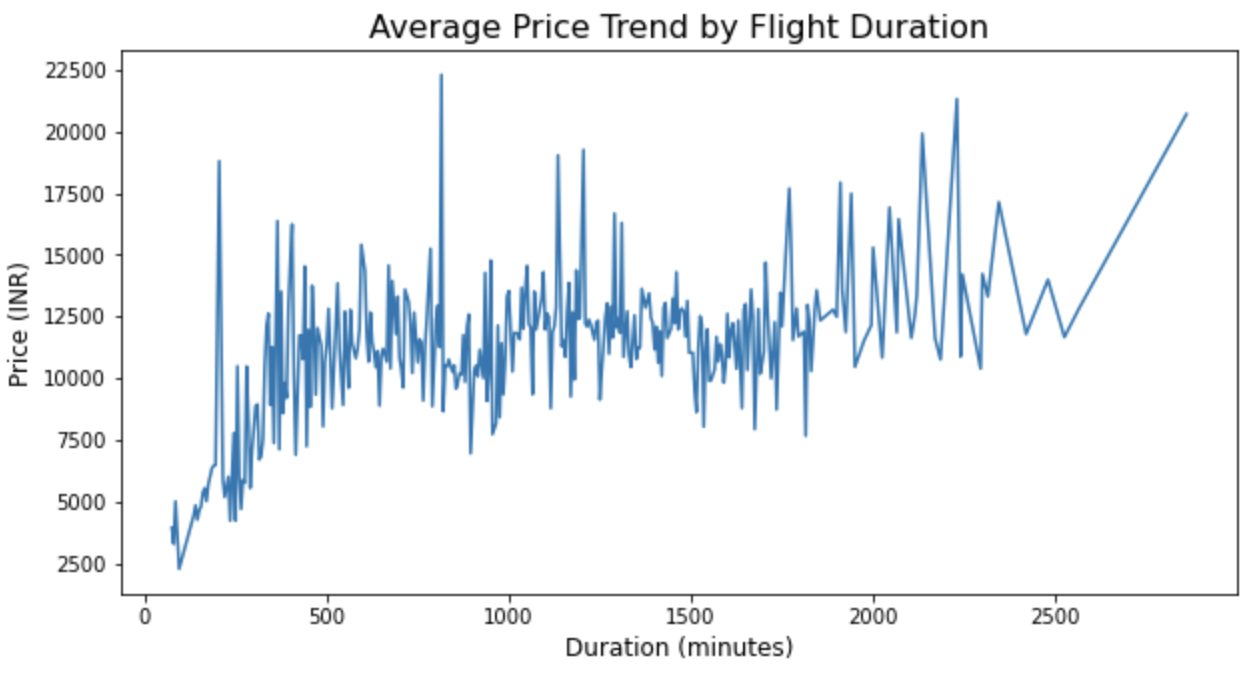 Average Price Trend by Flight Duration
22500
20000
17500
15000
12500
10000
7500
5000
2500
Price (INR)
0 500 1000 1500 2000 2500
Duration (minutes)